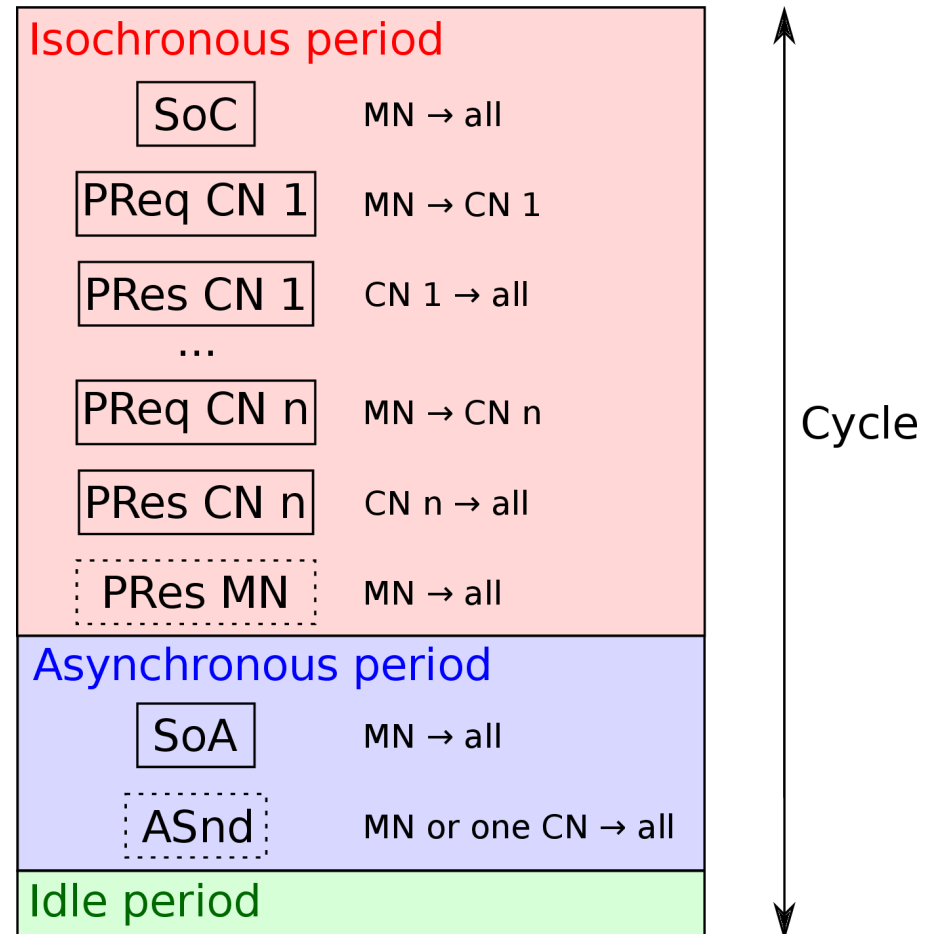 Isochronous period
SoC MN → all
PReq CN 1 MN → CN 1
PRes CN 1 CN 1 → all
...
PReq CN n MN → CN n
Cycle
PRes CN n CN n → all
PRes MN MN → all
Asynchronous period
SoA MN → all
ASnd MN or one CN → all
Idle period